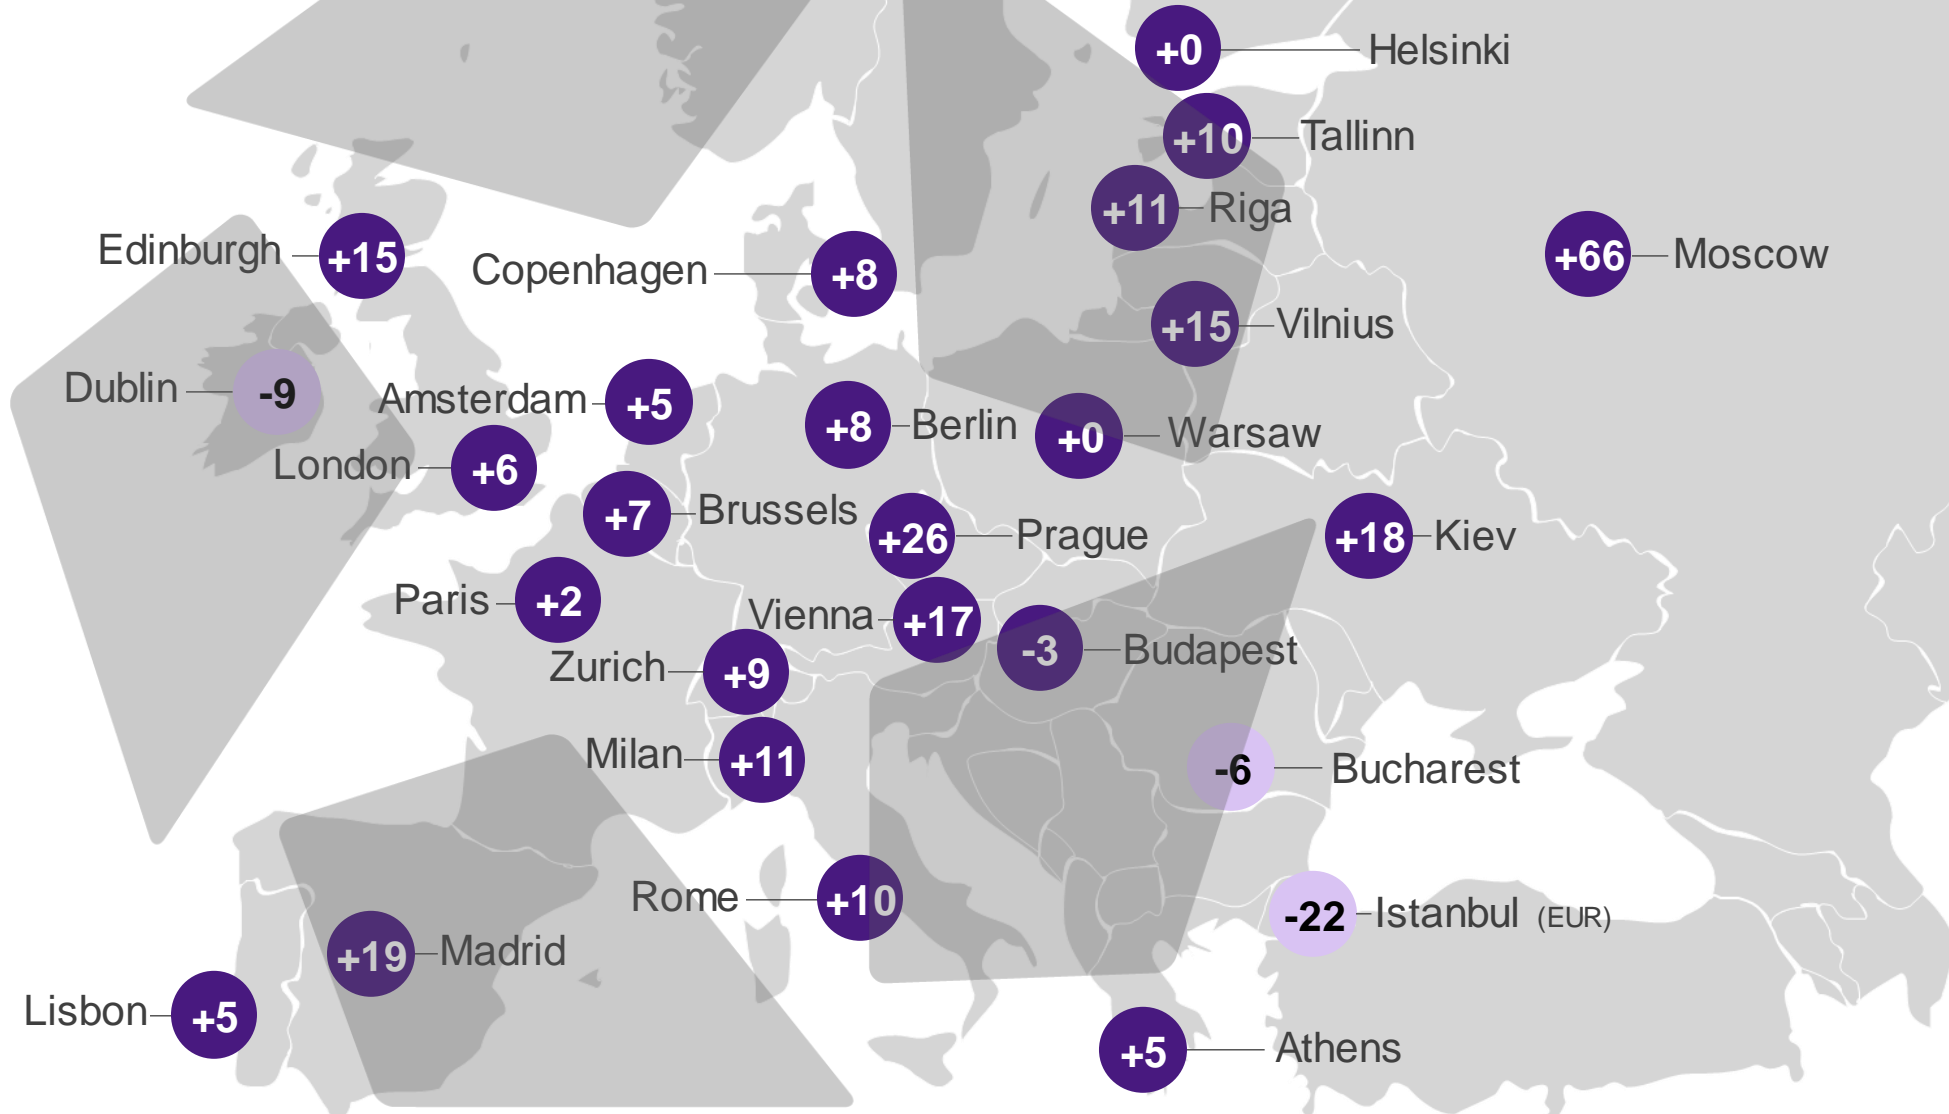 +0 Helsinki
+10 Tallinn
+11 Riga
Edinburgh +15
Copenhagen +8
+66 Moscow
+15 Vilnius
Dublin -9
Amsterdam +5
+8 Berlin
+0 Warsaw
London +6
+7 Brussels
+26 Prague
+18 Kiev
Paris +2
Vienna +17
-3 Budapest
Zurich +9
Milan +11
-6 Bucharest
Rome +10
-22 Istanbul (EUR)
+19 Madrid
Lisbon +5
+5 Athens